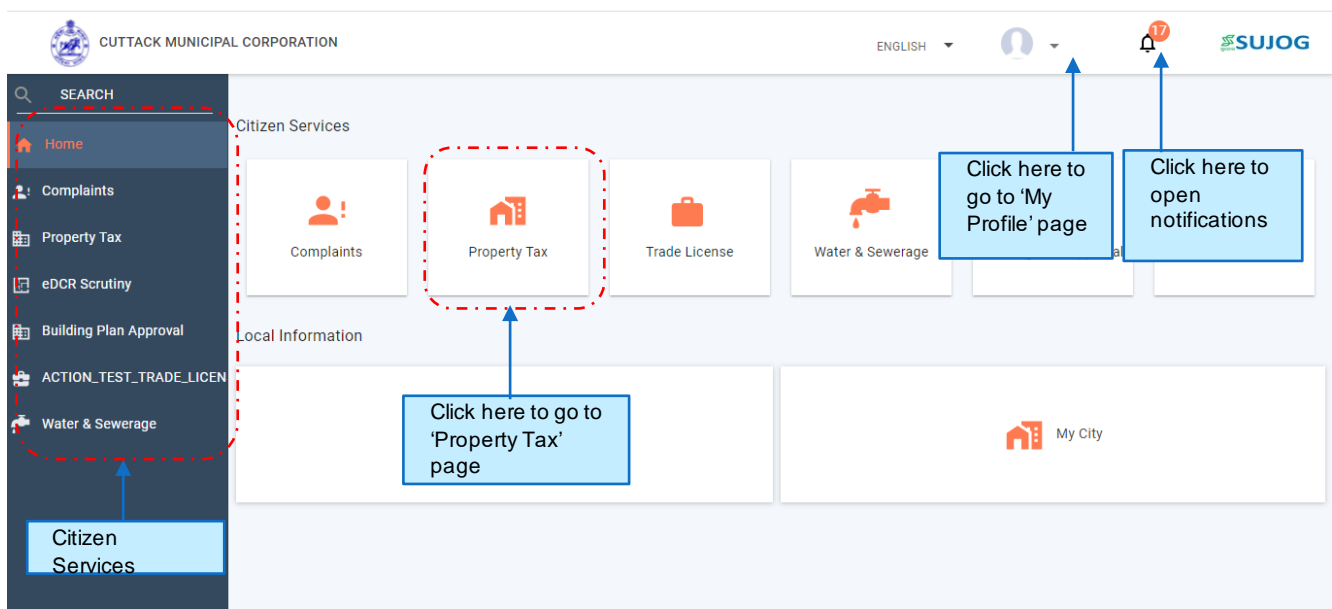 CUTTACK MUNICIPAL CORPORATION
ENGLISH
17
SUJOG
SEARCH
Home
Complaints
Property Tax
eDCR Scrutiny
Building Plan Approval
ACTION_TEST_TRADE_LICEN
Water & Sewerage
Citizen
Services
Citizen Services
Complaints
Property Tax
Trade License
Water & Sewerage
Click here to
go to ‘My
Profile’ page
Click here to
open
notifications
Local Information
Click here to go to
‘Property Tax’
page
My City